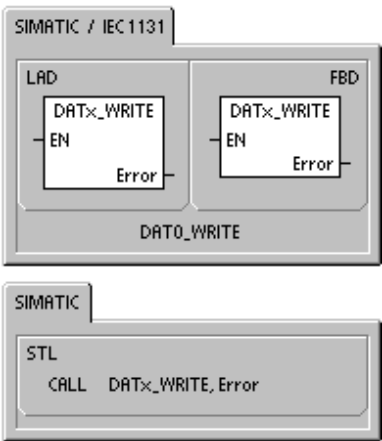 SIMATIC / IEC1131
LAD
FBD
DATx_WRITE
DATx_WRITE
EN
EN
Error
Error
DAT0_WRITE
SIMATIC
STL
CALL DATx_WRITE, Error